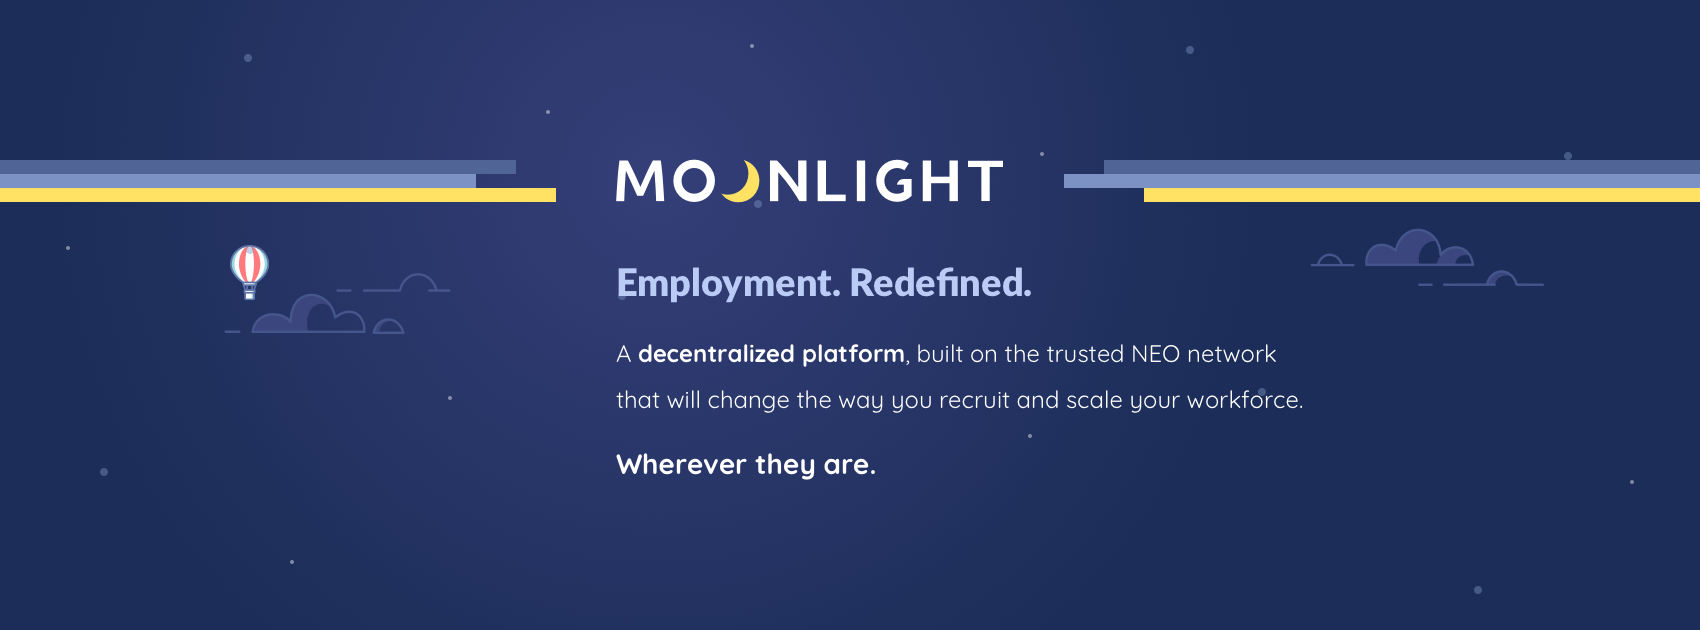 MOONLIGHT
Employment. Redefined.
A decentralized platform, built on the trusted NEO network
that will change the way you recruit and scale your workforce.
Wherever they are.